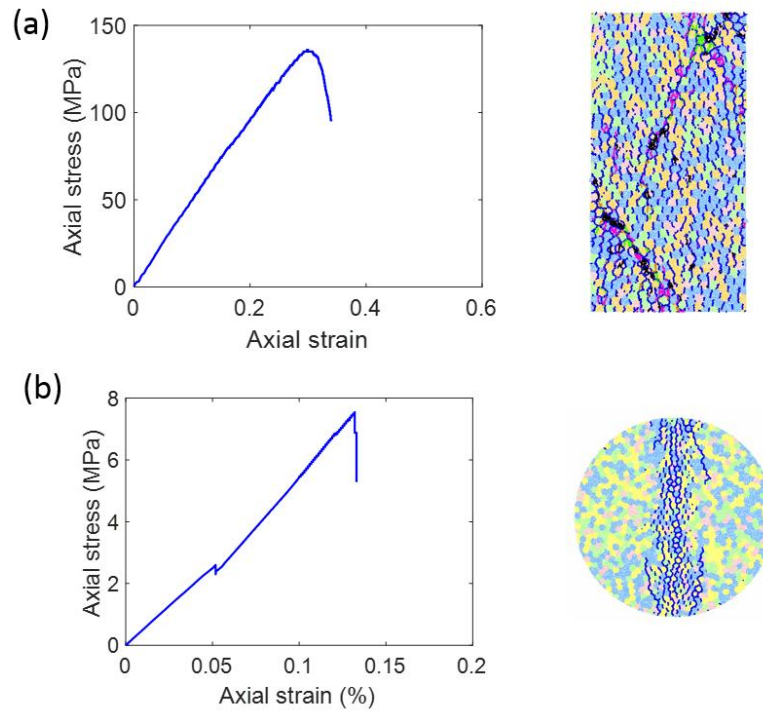 (a)
150
100
50
0
Axial stress (MPa)
0 0.2 0.4 0.6
Axial strain
(b)
8
6
4
2
0
Axial stress (MPa)
0 0.05 0.1 0.15 0.2
Axial strain (%)